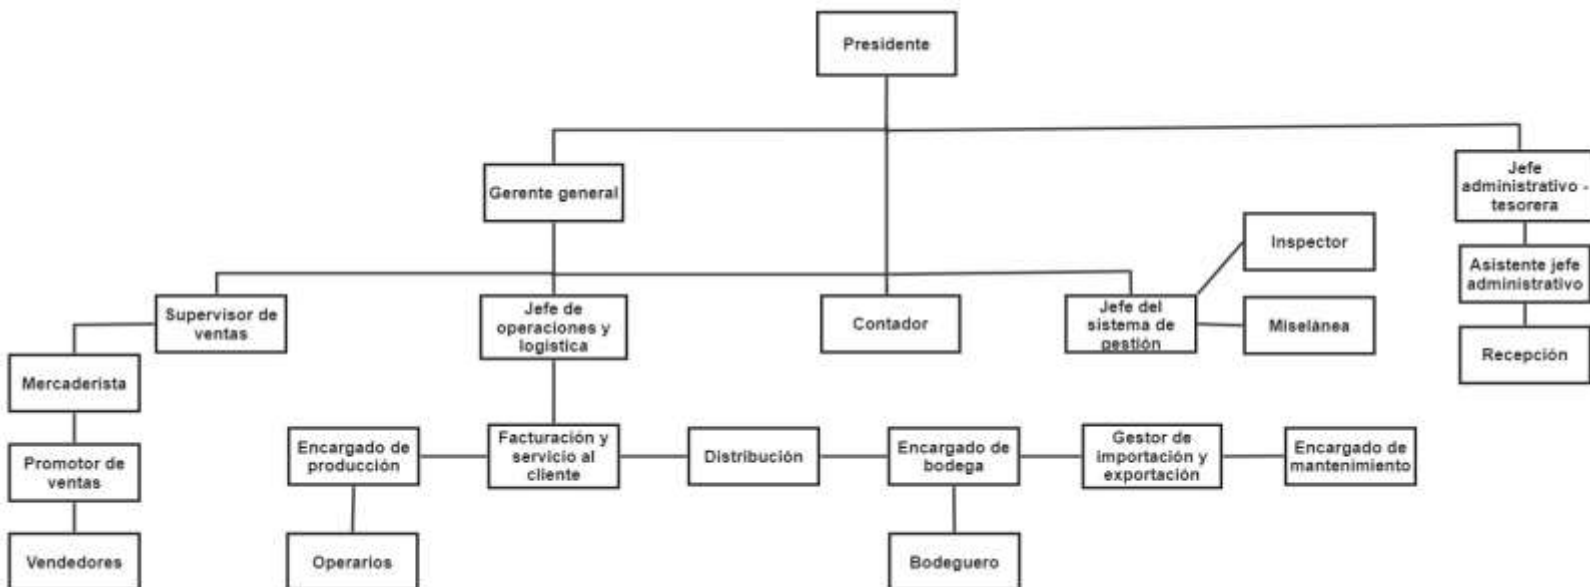 Presidente
Gerente general
Jefe
administrativo -
tesorera
Inspector
Asistente jefe
administrativo
Supervisor de
ventas
Jefe de
operaciones y
logística
Contador
Jefe del
sistema de
gestión
Miselánea
Recepción
Mercaderista
Promotor de
ventas
Vendedores
Encargado de
producción
Facturación y
servicio al
cliente
Distribución
Encargado de
bodega
Gestor de
importación y
exportación
Encargado de
mantenimiento
Operarios
Bodeguero